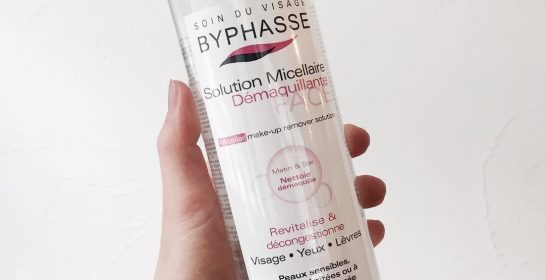 SOIN DU VISAGE
BYPHASSE
Solution Micellaire
Démaquillante
FACE
Micellar make-up remover solution
Matin & Soir
Nettoie
démaquille
Revitalise &
décongestionne
Visage • Yeux • Lèvres
Peaux sensibles,
ou à